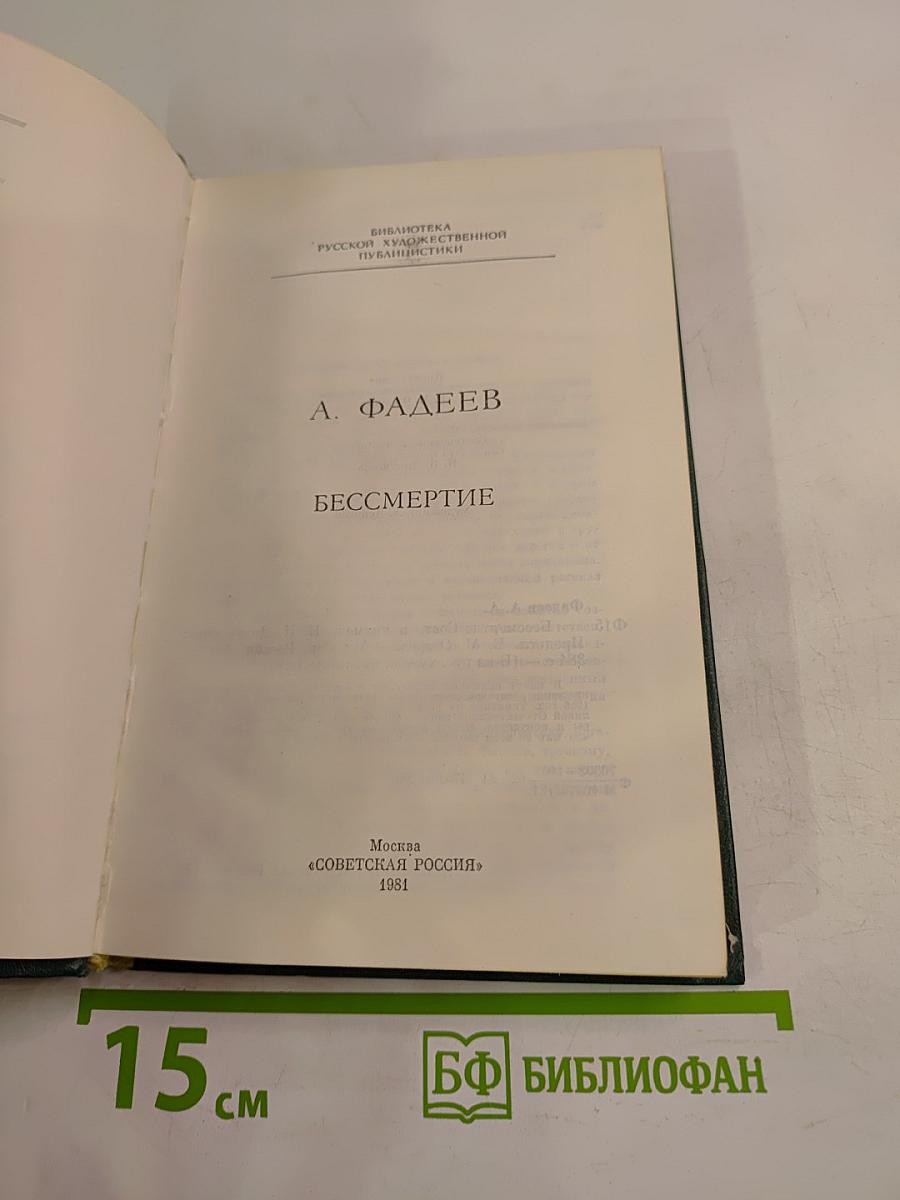 БИБЛИОТЕКА
РУССКОЙ ХУДОЖЕСТВЕННОЙ
ПУБЛИЦИСТИКИ
А. ФАДЕЕВ
БЕССМЕРТИЕ
Москва
«СОВЕТСКАЯ РОССИЯ»
1981
15 см
БФ БИБЛИОФАН